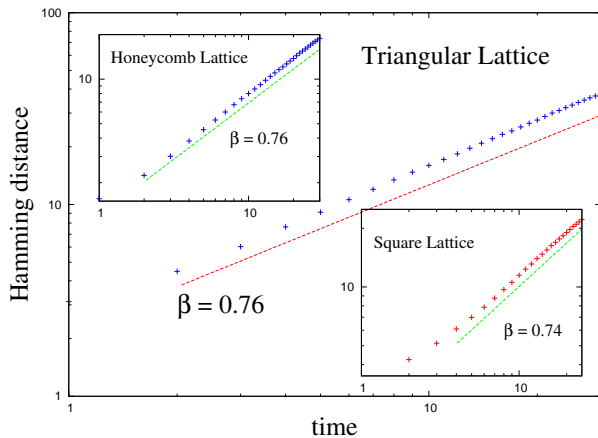 100
Honeycomb Lattice
Triangular Lattice
10
β = 0.76
1
10
Hamming distance
10
Square Lattice
10
β = 0.74
1
10
β = 0.76
1
1
10
time